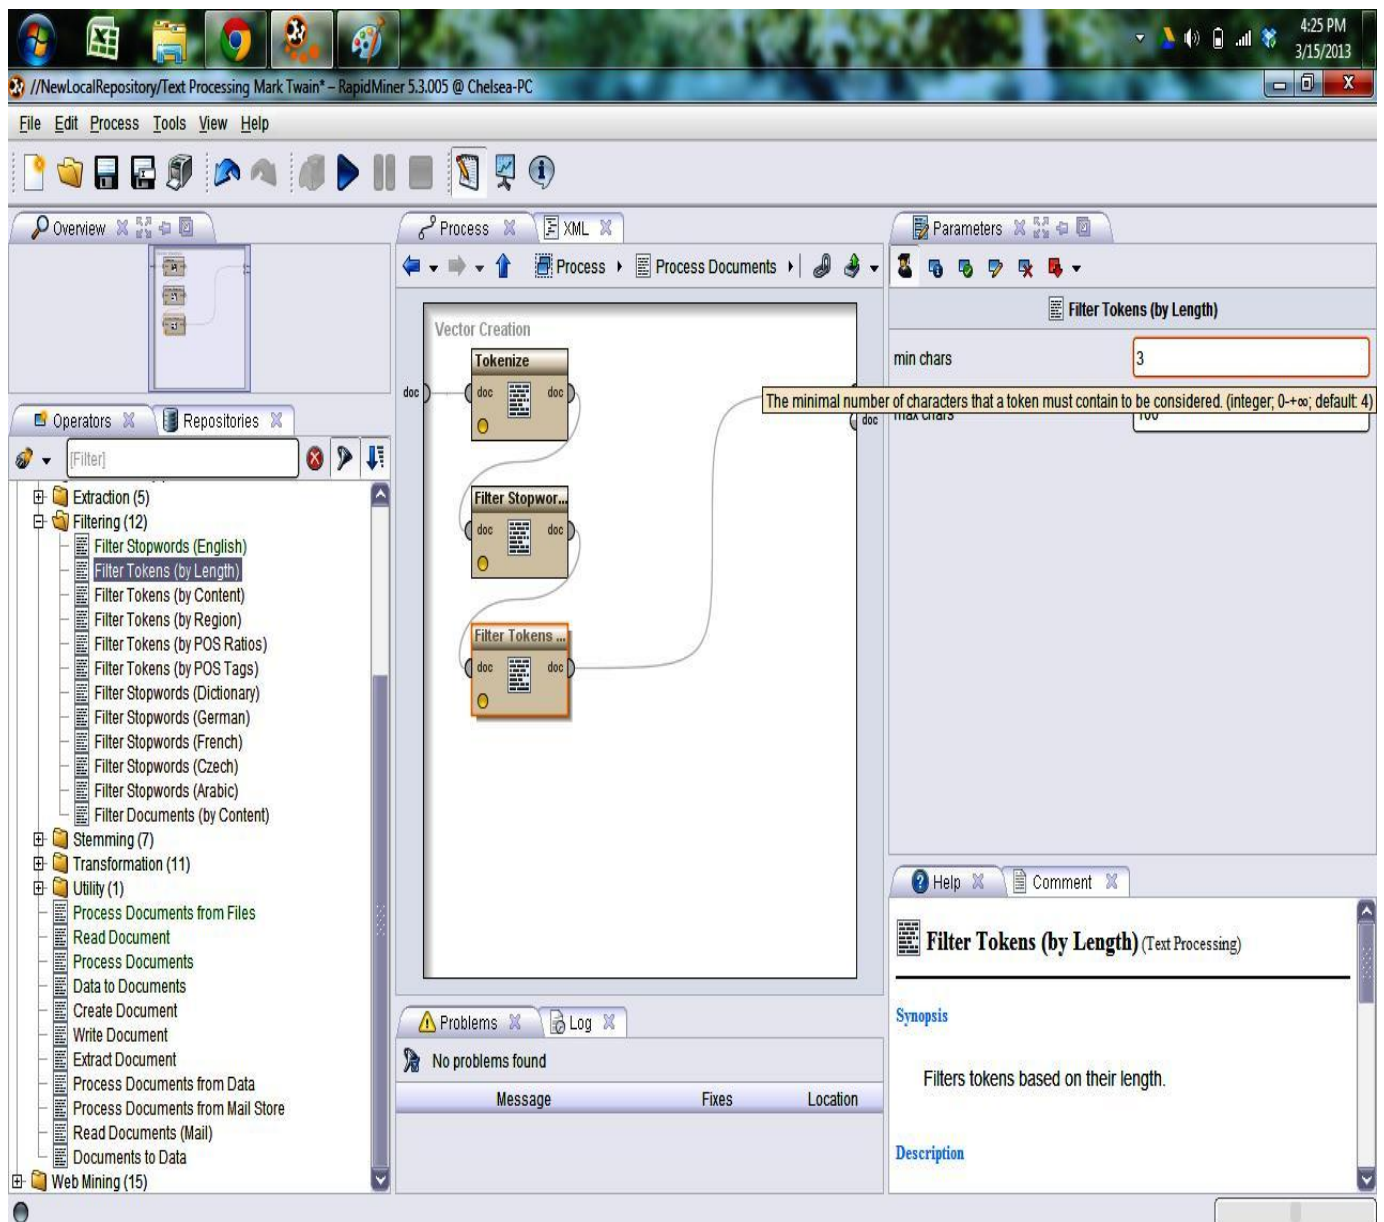 4:25 PM
3/15/2013
//NewLocalRepository/Text Processing Mark Twain* – RapidMiner 5.3.005 @ Chelsea-PC
File Edit Process Tools View Help
Overview
Process
XML
Parameters
Process
Process Documents
Filter Tokens (by Length)
min chars
3
The minimal number of characters that a token must contain to be considered. (integer; 0-+∞; default: 4)
max chars
100
Vector Creation
Tokenize
doc
doc
doc
doc
Filter Stopwor...
doc
doc
Filter Tokens ...
doc
doc
Operators
Repositories
[Filter]
Extraction (5)
Filtering (12)
Filter Stopwords (English)
Filter Tokens (by Length)
Filter Tokens (by Content)
Filter Tokens (by Region)
Filter Tokens (by POS Ratios)
Filter Tokens (by POS Tags)
Filter Stopwords (Dictionary)
Filter Stopwords (German)
Filter Stopwords (French)
Filter Stopwords (Czech)
Filter Stopwords (Arabic)
Filter Documents (by Content)
Stemming (7)
Transformation (11)
Utility (1)
Process Documents from Files
Read Document
Process Documents
Data to Documents
Create Document
Write Document
Extract Document
Process Documents from Data
Process Documents from Mail Store
Read Documents (Mail)
Documents to Data
Web Mining (15)
Problems
Log
No problems found
Message Fixes Location
Help
Comment
Filter Tokens (by Length) (Text Processing)
Synopsis
Filters tokens based on their length.
Description